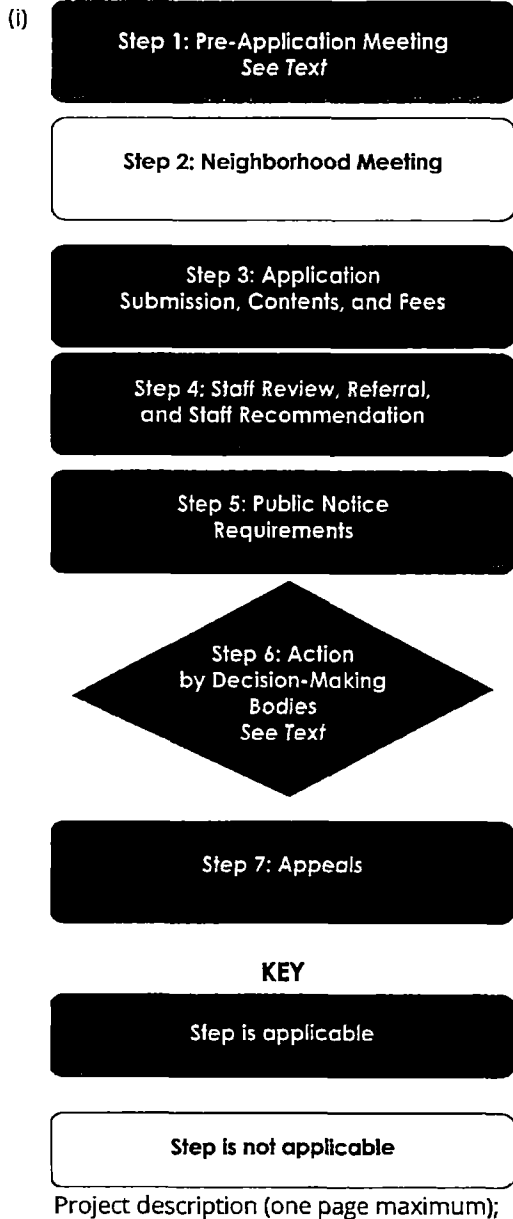 (i)
Step 1: Pre-Application Meeting
See Text
Step 2: Neighborhood Meeting
Step 3: Application
Submission, Contents, and Fees
Step 4: Staff Review, Referral,
and Staff Recommendation
Step 5: Public Notice
Requirements
Step 6: Action
by Decision-Making
Bodies
See Text
Step 7: Appeals
KEY
Step is applicable
Step is not applicable
Project description (one page maximum);